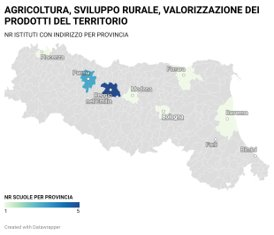 AGRICOLTURA, SVILUPPO RURALE, VALORIZZAZIONE DEI
PRODOTTI DEL TERRITORIO
NR ISTITUTI CON INDIRIZZO PER PROVINCIA
Piacenza
Parma
Reggio
nell'Emilia
Modena
Ferrara
Bologna
Ravenna
Forlì
Rimini
NR SCUOLE PER PROVINCIA
1
5
Created with Datawrapper